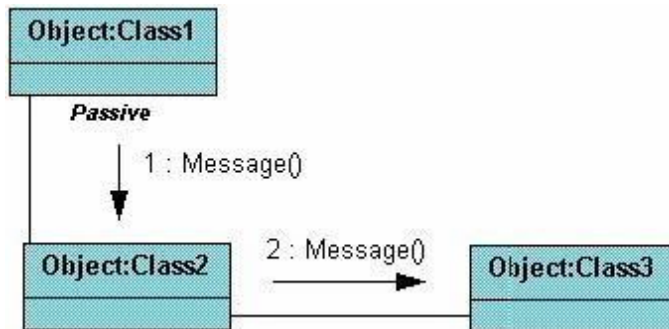 Object:Class1
Passive
1 : Message()
Object:Class2
2 : Message()
Object:Class3